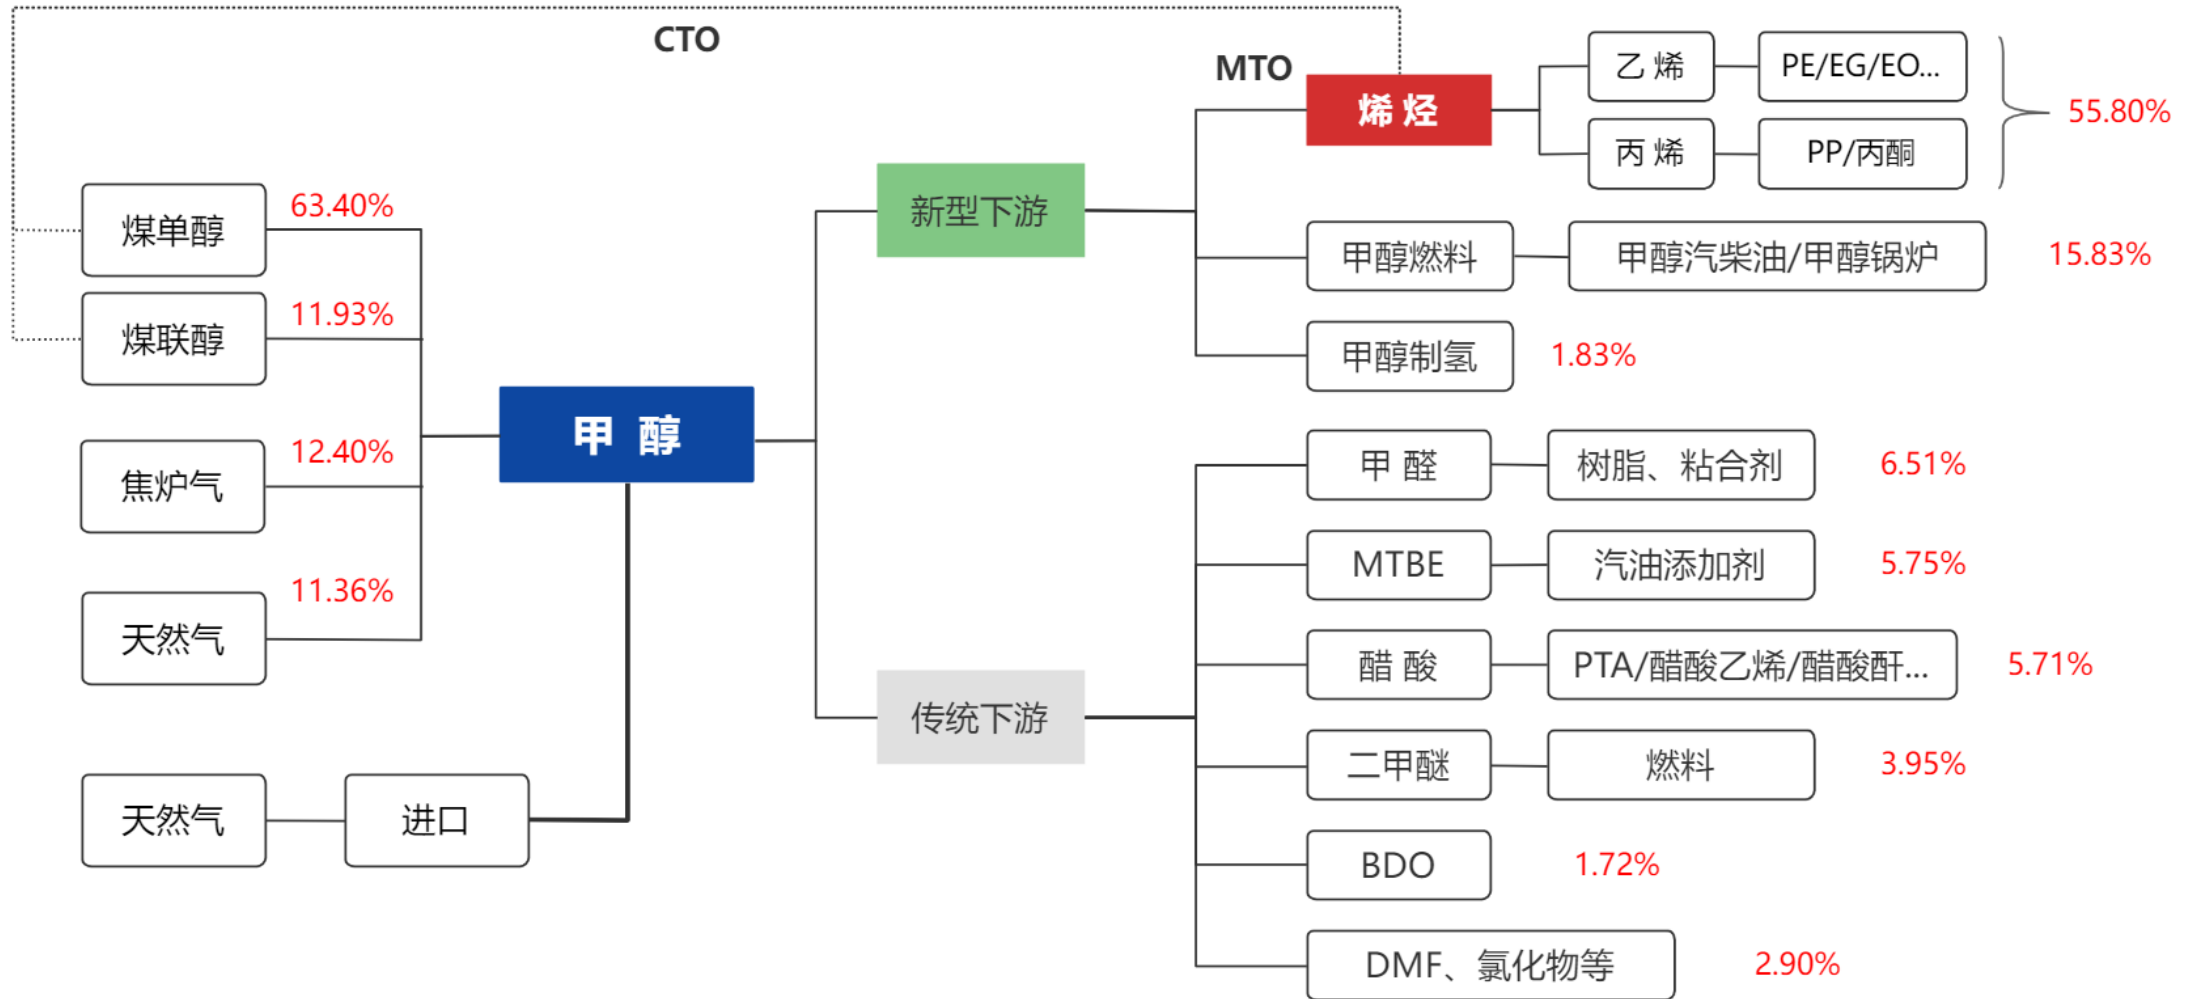 CTO
MTO
烯 烃
乙 烯
PE/EG/EO...
丙 烯
PP/丙酮
55.80%
煤单醇
63.40%
煤联醇
11.93%
焦炉气
12.40%
天然气
11.36%
天然气
进口
甲 醇
新型下游
甲醇燃料
甲醇汽柴油/甲醇锅炉
15.83%
甲醇制氢
1.83%
传统下游
甲 醛
树脂、粘合剂
6.51%
MTBE
汽油添加剂
5.75%
醋 酸
PTA/醋酸乙烯/醋酸酐...
5.71%
二甲醚
燃料
3.95%
BDO
1.72%
DMF、氯化物等
2.90%